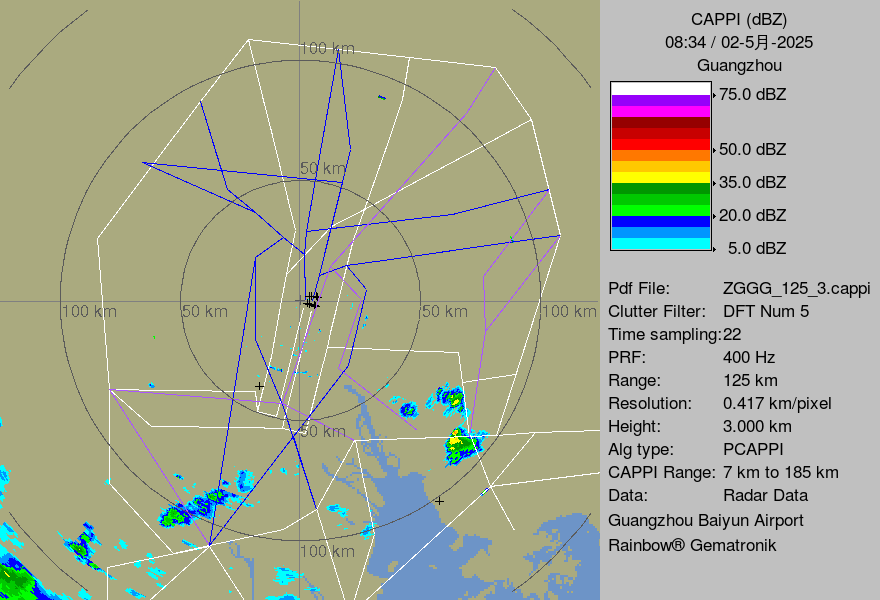 CAPPI (dBZ)
08:34 / 02-5月-2025
Guangzhou
75.0 dBZ
50.0 dBZ
35.0 dBZ
20.0 dBZ
5.0 dBZ
Pdf File: ZGGG_125_3.cappi
Clutter Filter: DFT Num 5
Time sampling:22
PRF: 400 Hz
Range: 125 km
Resolution: 0.417 km/pixel
Height: 3.000 km
Alg type: PCAPPI
CAPPI Range: 7 km to 185 km
Data: Radar Data
Guangzhou Baiyun Airport
Rainbow® Gematronik
100 km
50 km
100 km
50 km
50 km
100 km
50 km
100 km